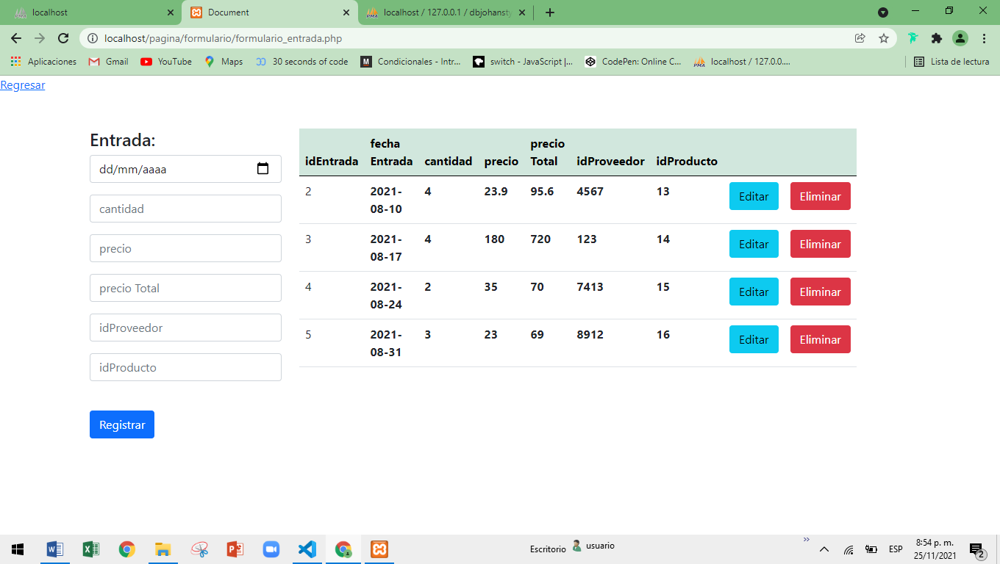 localhost
Document
localhost / 127.0.0.1 / dbjohansty
localhost/pagina/formulario/formulario_entrada.php
Aplicaciones
Gmail
YouTube
Maps
30 seconds of code
Condicionales - Intr...
switch - JavaScript |...
CodePen: Online C...
localhost / 127.0.0....
Lista de lectura
Regresar
Entrada:
dd/mm/aaaa
cantidad
precio
precio Total
idProveedor
idProducto
Registrar
idEntrada fecha Entrada cantidad precio precio Total idProveedor idProducto
2 2021-08-10 4 23.9 95.6 4567 13 Editar Eliminar
3 2021-08-17 4 180 720 123 14 Editar Eliminar
4 2021-08-24 2 35 70 7413 15 Editar Eliminar
5 2021-08-31 3 23 69 8912 16 Editar Eliminar
Escritorio
usuario
ESP
8:54 p. m.
25/11/2021
2